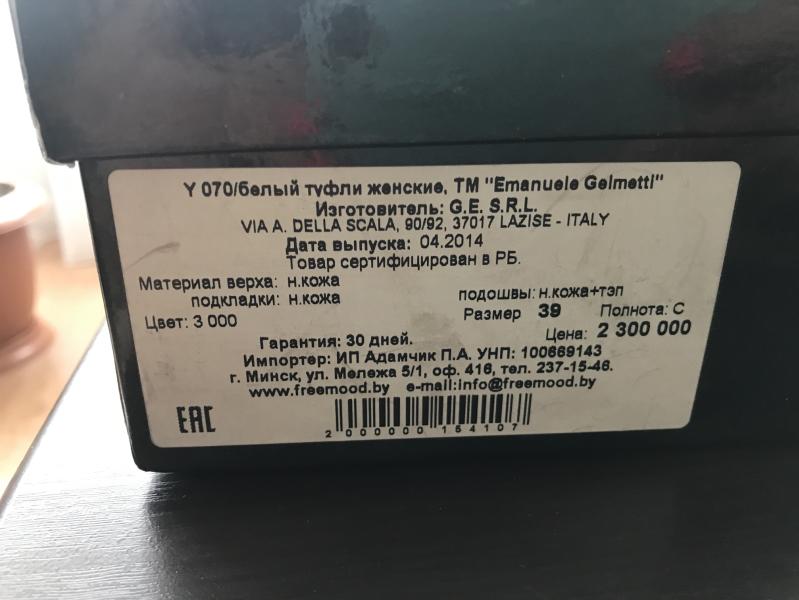 Y 070/белый туфли женские, ТМ "Emanuele Gelmetti"
Изготовитель: G.E. S.R.L.
VIA A. DELLA SCALA, 90/92, 37017 LAZISE - ITALY
Дата выпуска: 04.2014
Товар сертифицирован в РБ.
Материал верха: н.кожа
подкладки: н.кожа подошвы: н.кожа+тэп
Цвет: 3 000 Размер 39 Полнота: С
Гарантия: 30 дней. Цена: 2 300 000
Импортер: ИП Адамчик П.А. УНП: 100669143
г. Минск, ул. Мележа 5/1, оф. 416, тел. 237-15-46.
www.freemood.by e-mail:info@freemood.by
EAC
2 000000 154107